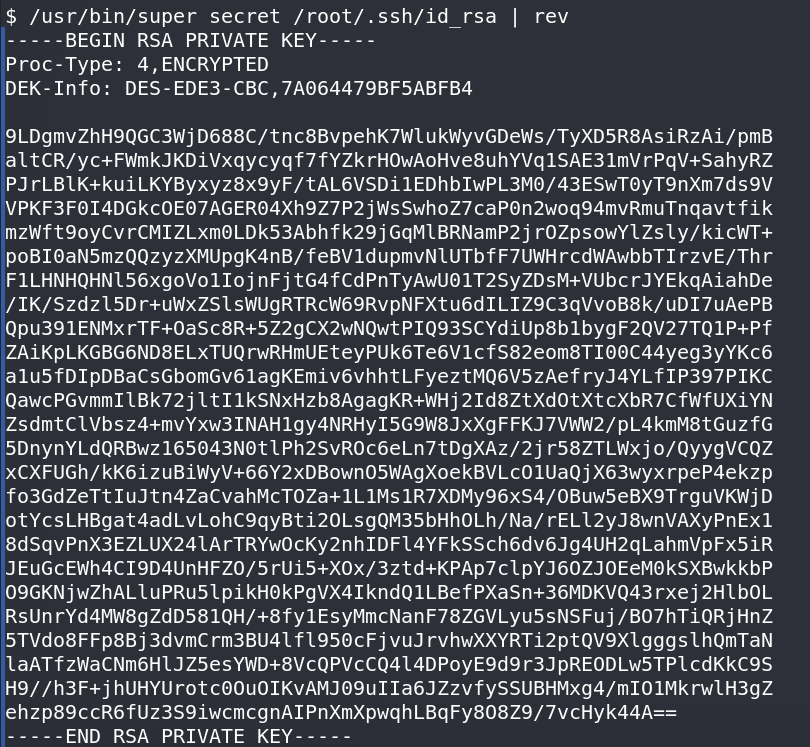 $ /usr/bin/super secret /root/.ssh/id_rsa | rev
-----BEGIN RSA PRIVATE KEY-----
Proc-Type: 4,ENCRYPTED
DEK-Info: DES-EDE3-CBC,7A064479BF5ABFB4

9LDgmvZhH9QGC3WjD688C/tnc8BvpehK7WlukWyvGDeWs/TyXD5R8AsiRzAi/pmB
altCR/yc+FWmkJKDiVxqycyqf7fYZkrHOwAoHve8uhYVq1SAE31mVrPqV+SahyRZ
PJrLBlK+kuiLKYByxyz8x9yF/tAL6VSDi1EDhbIwPL3M0/43ESwT0yT9nXm7ds9V
VPKF3F0I4DGkcOE07AGER04Xh9Z7P2jWsSwhoZ7caP0n2woq94mvRmuTnqavtfik
mzWft9oyCvrCMIZLxm0LDk53Abhfk29jGqMlBRNamP2jrOZpsowYlZsly/kicWT+
poBI0aN5mzQQzyzXMUpgK4nB/feBV1dupmvNlUTbfF7UWHrcdWAwbbTIrzvE/Thr
F1LHNHQHNl56xgoVo1IojnFjtG4fCdPnTyAwU01T2SyZDsM+VUbcrJYEkqAiahDe
/IK/Szdzl5Dr+uWxZSlsWUgRTRcW69RvpNFXtu6dILIZ9C3qVvoB8k/uDI7uAePB
Qpu391ENMxrTF+OaSc8R+5Z2gCX2wNQwtPIQ93SCYdiUp8b1bygF2QV27TQ1P+Pf
ZAiKpLKGBG6ND8ELxTUQrwRHmUEteyPUk6Te6V1cfS82eom8TI00C44yeg3yYKc6
a1u5fDIpDBaCsGbomGv61agKEmiv6vhhtLFyeztMQ6V5zAefryJ4YLfIP397PIKC
QawcPGvmmIlBk72jltI1kSNxHzb8AgagKR+WHj2Id8ZtXdOtXtcXbR7CfWfUXiYN
ZsdmtClVbsz4+mvYxw3INAH1gy4NRHyI5G9W8JxXgFFKJ7VWW2/pL4kmM8tGuzfG
5DnynYLdQRBwz165043N0tlPh2SvROc6eLn7tDgXAz/2jr58ZTLWxjo/QyygVCQZ
xCXFUGh/kK6izuBiWyV+66Y2xDBownO5WAgXoekBVLcO1UaQjX63wyxrpeP4ekzp
fo3GdZeTtIuJtn4ZaCvahMcTOZa+1L1Ms1R7XDMy96xS4/OBuw5eBX9TrguVKWjD
otYcsLHBgat4adLvLohC9qyBti2OLsgQM35bHhOLh/Na/rELl2yJ8wnVAXyPnEx1
8dSqvPnX3EZLUX24lArTRYwOcKy2nhIDFl4YFkSSch6dv6Jg4UH2qLahmVpFx5iR
JEuGcEWh4CI9D4UnHFZO/5rUi5+XOx/3ztd+KPAp7clpYJ6OZJOEeM0kSXBwkkbP
O9GKNjwZhALluPRu5lpikH0kPgVX4IkndQ1LBefPXaSn+36MDKVQ43rxej2HlbOL
RsUnrYd4MW8gZdD581QH/+8fy1EsyMmcNanF78ZGVLyu5sNSFuj/BO7hTiQRjHnZ
5TVdo8FFp8Bj3dvmCrm3BU4lfl950cFjvuJrvhwXXYRTi2ptQV9XlgggslhQmTaN
laATfzWaCNm6HlJZ5esYWD+8VcQPVcCQ4l4DPoyE9d9r3JpREODLw5TPlcdKkC9S
H9//h3F+jhUHYUrotc0OuOIKvAMJ09uIIa6JZzvfySSUBHMxg4/mIO1MkrwlH3gZ
ehzp89ccR6fUz3S9iwcmcgnAIPnXmXpwqhLBqFy8O8Z9/7vcHyk44A==
-----END RSA PRIVATE KEY-----